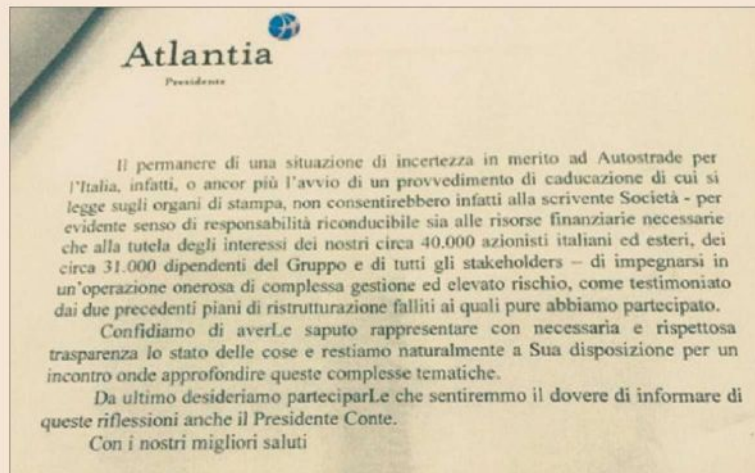 Atlantia
Presidente
Il permanere di una situazione di incertezza in merito ad Autostrade per
l'Italia, infatti, o ancor più l'avvio di un provvedimento di caducazione di cui si
legge sugli organi di stampa, non consentirebbero infatti alla scrivente Società - per
evidente senso di responsabilità riconducibile sia alle risorse finanziarie necessarie
che alla tutela degli interessi dei nostri circa 40.000 azionisti italiani ed esteri, dei
circa 31.000 dipendenti del Gruppo e di tutti gli stakeholders – di impegnarsi in
un'operazione onerosa di complessa gestione ed elevato rischio, come testimoniato
dai due precedenti piani di ristrutturazione falliti ai quali pure abbiamo partecipato.
Confidiamo di averLe saputo rappresentare con necessaria e rispettosa
trasparenza lo stato delle cose e restiamo naturalmente a Sua disposizione per un
incontro onde approfondire queste complesse tematiche.
Da ultimo desideriamo parteciparLe che sentiremmo il dovere di informare di
queste riflessioni anche il Presidente Conte.
Con i nostri migliori saluti